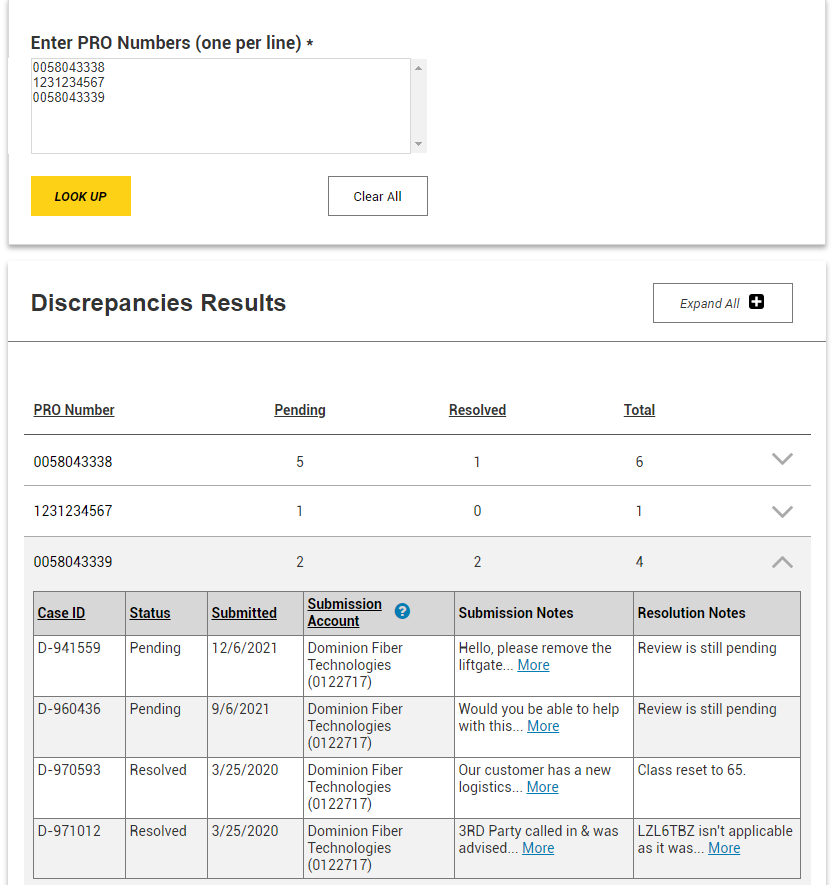 Enter PRO Numbers (one per line) *
0058043338
1231234567
0058043339
LOOK UP
Clear All
Discrepancies Results
Expand All
PRO Number Pending Resolved Total
0058043338 5 1 6
1231234567 1 0 1
0058043339 2 2 4
Case ID Status Submitted Submission Account ? Submission Notes Resolution Notes
D-941559 Pending 12/6/2021 Dominion Fiber Technologies (0122717) Hello, please remove the liftgate... More Review is still pending
D-960436 Pending 9/6/2021 Dominion Fiber Technologies (0122717) Would you be able to help with this... More Review is still pending
D-970593 Resolved 3/25/2020 Dominion Fiber Technologies (0122717) Our customer has a new logistics... More Class reset to 65.
D-971012 Resolved 3/25/2020 Dominion Fiber Technologies (0122717) 3RD Party called in & was advised... More LZL6TBZ isn't applicable as it was... More